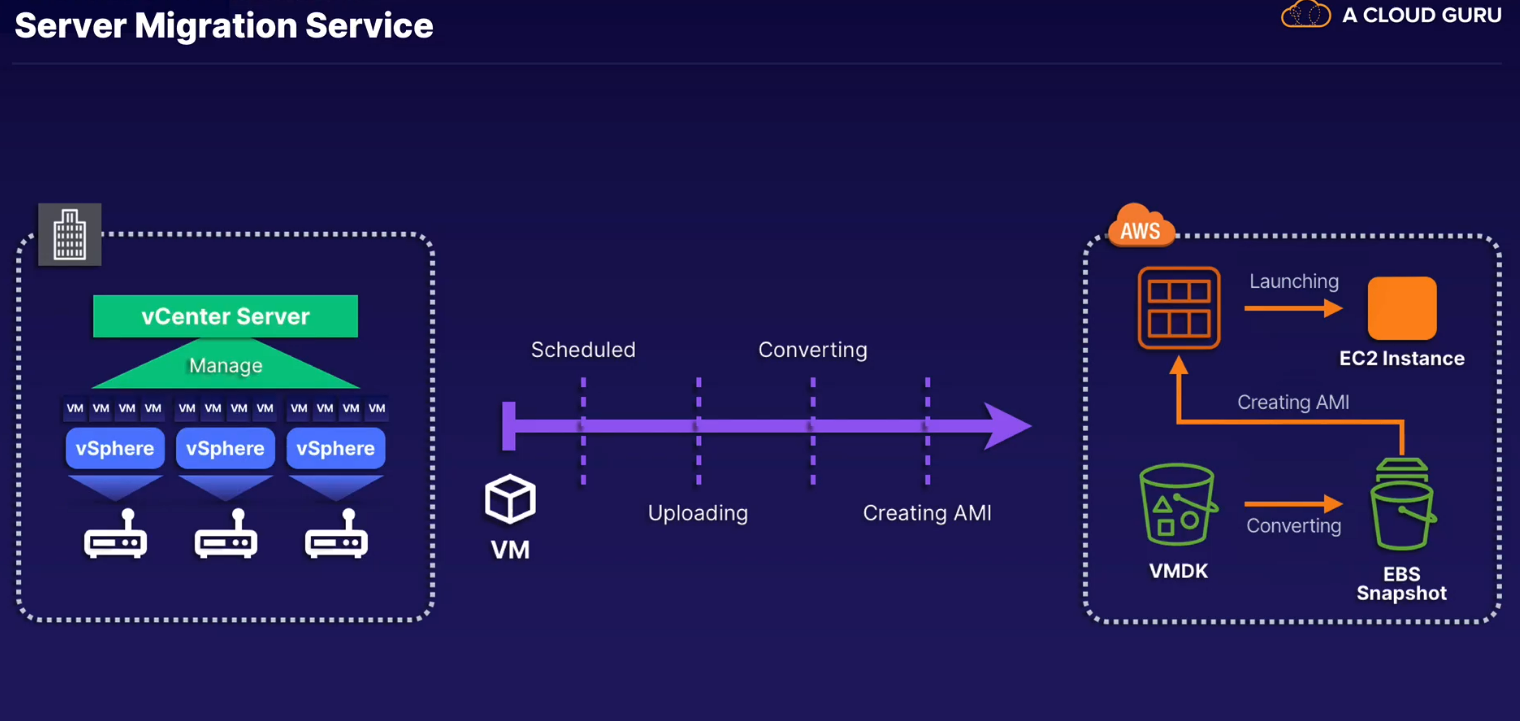 Server Migration Service
A CLOUD GURU
vCenter Server
Manage
VM VM VM VM VM VM VM VM VM VM VM VM
vSphere vSphere vSphere
Scheduled
Converting
Uploading
Creating AMI
VM
AWS
Launching
EC2 Instance
Creating AMI
Converting
VMDK
EBS
Snapshot